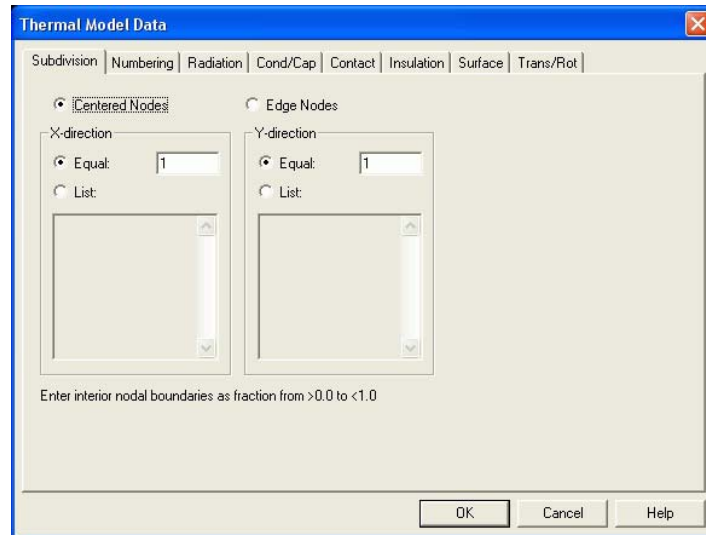 Thermal Model Data
Subdivision Numbering Radiation Cond/Cap Contact Insulation Surface Trans/Rot
Centered Nodes Edge Nodes
X-direction Y-direction
Equal: 1 Equal: 1
List: List:
Enter interior nodal boundaries as fraction from >0.0 to <1.0
OK Cancel Help